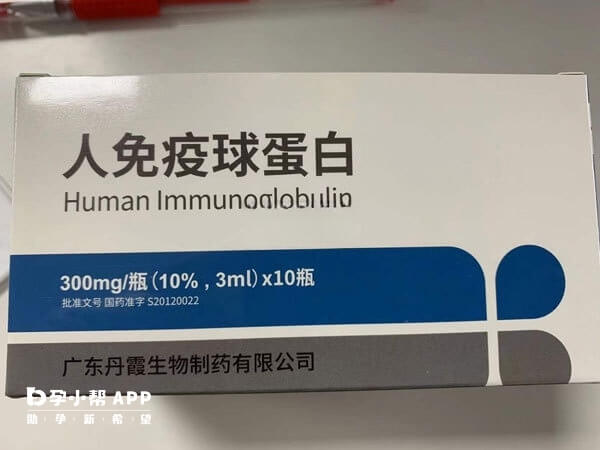 人免疫球蛋白
Human Immunoglobulin
300mg/瓶(10%,3ml)x10瓶
批准文号 国药准字 S20120022
广东丹霞生物制药有限公司
孕小帮APP
助·孕·新·希·望